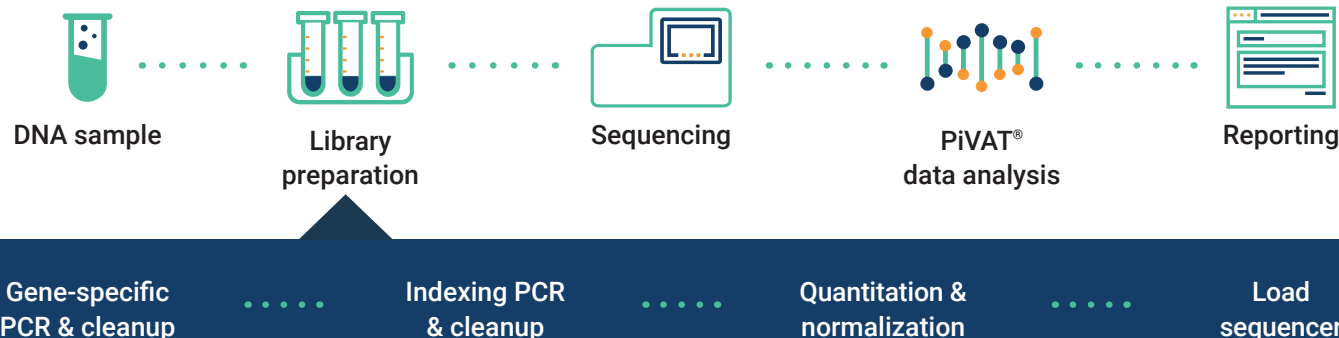 DNA sample
Library
preparation
Sequencing
PiVAT®
data analysis
Reporting
Gene-specific
PCR & cleanup
Indexing PCR
& cleanup
Quantitation &
normalization
Load
sequencer